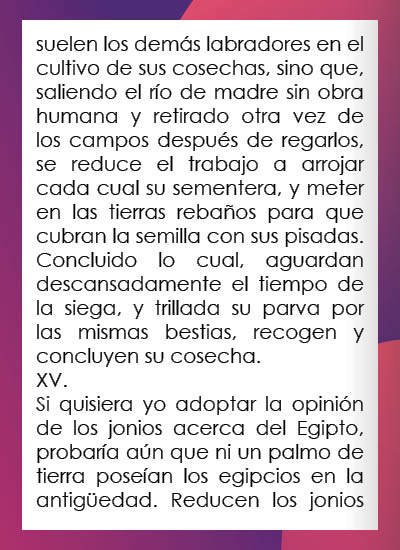 suelen los demás labradores en el
cultivo de sus cosechas, sino que,
saliendo el río de madre sin obra
humana y retirado otra vez de
los campos después de regarlos,
se reduce el trabajo a arrojar
cada cual su sementera, y meter
en las tierras rebaños para que
cubran la semilla con sus pisadas.
Concluido lo cual, aguardan
descansadamente el tiempo de
la siega, y trillada su parva por
las mismas bestias, recogen y
concluyen su cosecha.
XV.
Si quisiera yo adoptar la opinión
de los jonios acerca del Egipto,
probaría aún que ni un palmo de
tierra poseían los egipcios en la
antigüedad. Reducen los jonios